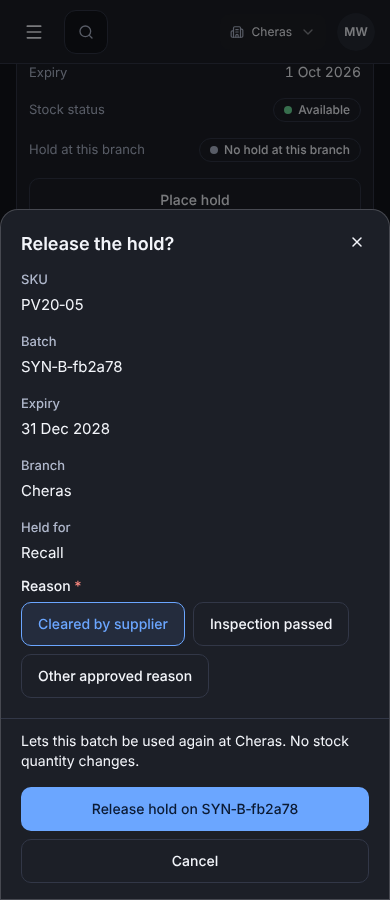 Cheras
MW
Expiry
1 Oct 2026
Stock status
Available
Hold at this branch
No hold at this branch
Place hold
Release the hold?
SKU
PV20-05
Batch
SYN-B-fb2a78
Expiry
31 Dec 2028
Branch
Cheras
Held for
Recall
Reason *
Cleared by supplier
Inspection passed
Other approved reason
Lets this batch be used again at Cheras. No stock
quantity changes.
Release hold on SYN-B-fb2a78
Cancel